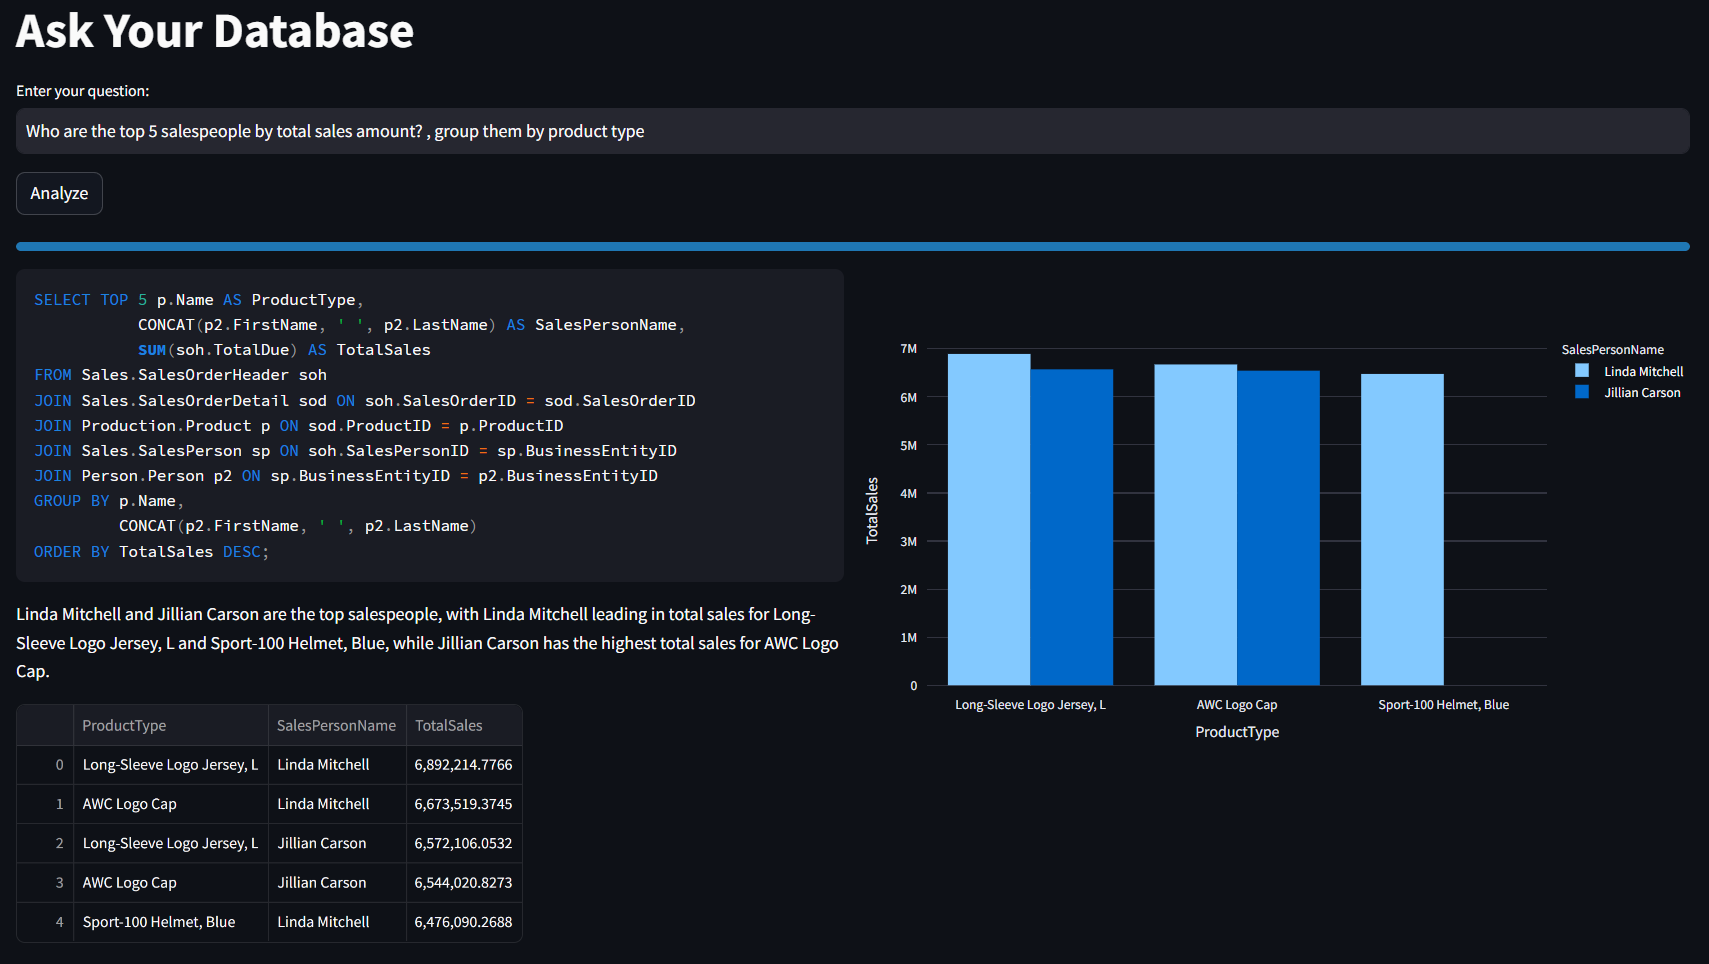 Ask Your Database
Enter your question:
Who are the top 5 salespeople by total sales amount? , group them by product type
Analyze
SELECT TOP 5 p.Name AS ProductType,
CONCAT(p2.FirstName, ' ', p2.LastName) AS SalesPersonName,
SUM(soh.TotalDue) AS TotalSales
FROM Sales.SalesOrderHeader soh
JOIN Sales.SalesOrderDetail sod ON soh.SalesOrderID = sod.SalesOrderID
JOIN Production.Product p ON sod.ProductID = p.ProductID
JOIN Sales.SalesPerson sp ON soh.SalesPersonID = sp.BusinessEntityID
JOIN Person.Person p2 ON sp.BusinessEntityID = p2.BusinessEntityID
GROUP BY p.Name,
CONCAT(p2.FirstName, ' ', p2.LastName)
ORDER BY TotalSales DESC;
Linda Mitchell and Jillian Carson are the top salespeople, with Linda Mitchell leading in total sales for Long-
Sleeve Logo Jersey, L and Sport-100 Helmet, Blue, while Jillian Carson has the highest total sales for AWC Logo
Cap.
ProductType SalesPersonName TotalSales
0 Long-Sleeve Logo Jersey, L Linda Mitchell 6,892,214.7766
1 AWC Logo Cap Linda Mitchell 6,673,519.3745
2 Long-Sleeve Logo Jersey, L Jillian Carson 6,572,106.0532
3 AWC Logo Cap Jillian Carson 6,544,020.8273
4 Sport-100 Helmet, Blue Linda Mitchell 6,476,090.2688
TotalSales
7M
6M
5M
4M
3M
2M
1M
0
Long-Sleeve Logo Jersey, L AWC Logo Cap Sport-100 Helmet, Blue
ProductType
SalesPersonName
Linda Mitchell
Jillian Carson